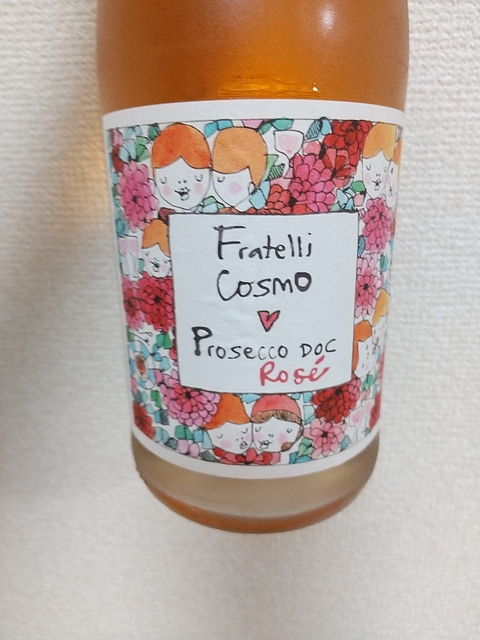 Fratelli
Cosmo
Prosecco DOC
Rosé